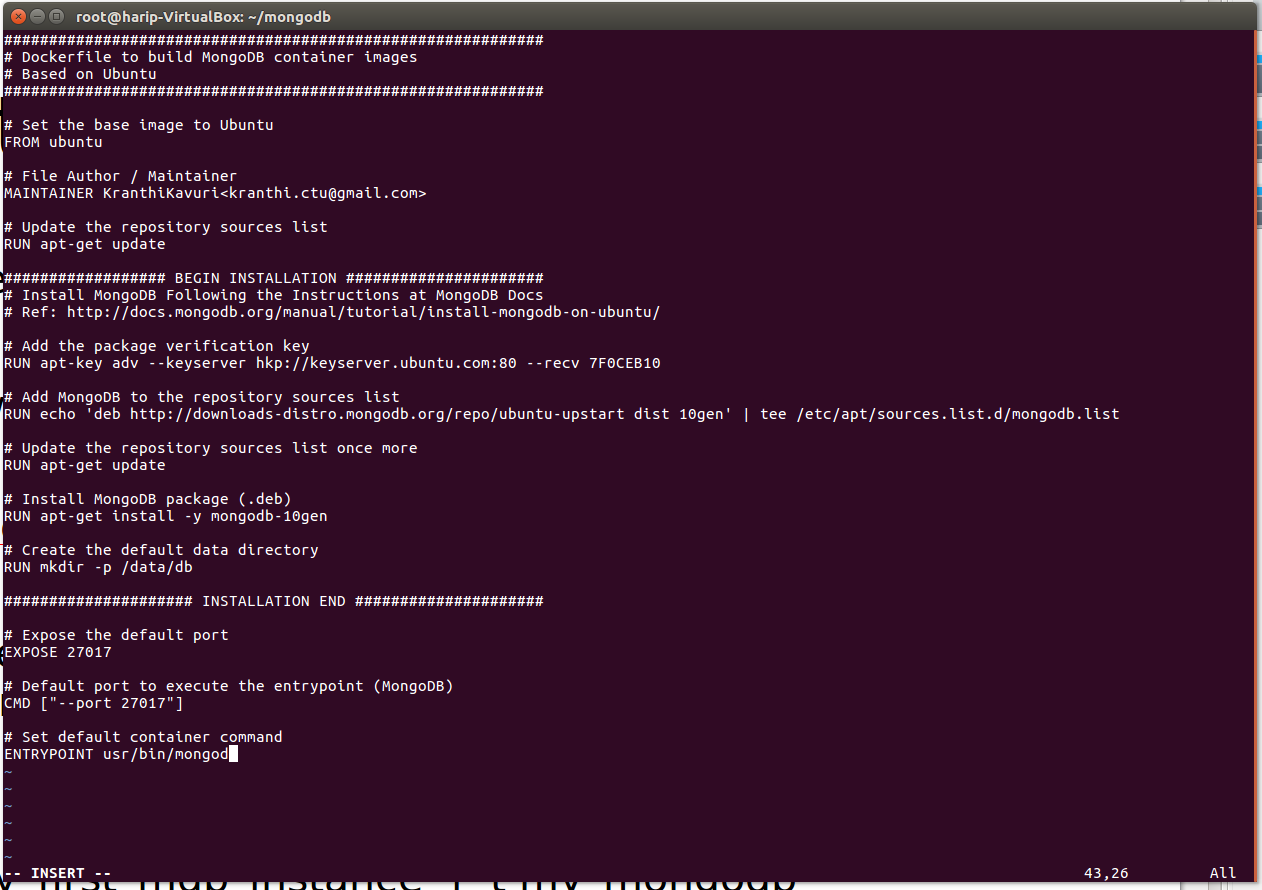 root@harip-VirtualBox: ~/mongodb
############################################################
# Dockerfile to build MongoDB container images
# Based on Ubuntu
############################################################
# Set the base image to Ubuntu
FROM ubuntu
# File Author / Maintainer
MAINTAINER KranthiKavuri<kranthi.ctu@gmail.com>
# Update the repository sources list
RUN apt-get update
################## BEGIN INSTALLATION ######################
# Install MongoDB Following the Instructions at MongoDB Docs
# Ref: http://docs.mongodb.org/manual/tutorial/install-mongodb-on-ubuntu/
# Add the package verification key
RUN apt-key adv --keyserver hkp://keyserver.ubuntu.com:80 --recv 7F0CEB10
# Add MongoDB to the repository sources list
RUN echo 'deb http://downloads-distro.mongodb.org/repo/ubuntu-upstart dist 10gen' | tee /etc/apt/sources.list.d/mongodb.list
# Update the repository sources list once more
RUN apt-get update
# Install MongoDB package (.deb)
RUN apt-get install -y mongodb-10gen
# Create the default data directory
RUN mkdir -p /data/db
##################### INSTALLATION END #####################
# Expose the default port
EXPOSE 27017
# Default port to execute the entrypoint (MongoDB)
CMD ["--port 27017"]
# Set default container command
ENTRYPOINT usr/bin/mongod
~
~
~
~
~
~
-- INSERT -- 43,26 All